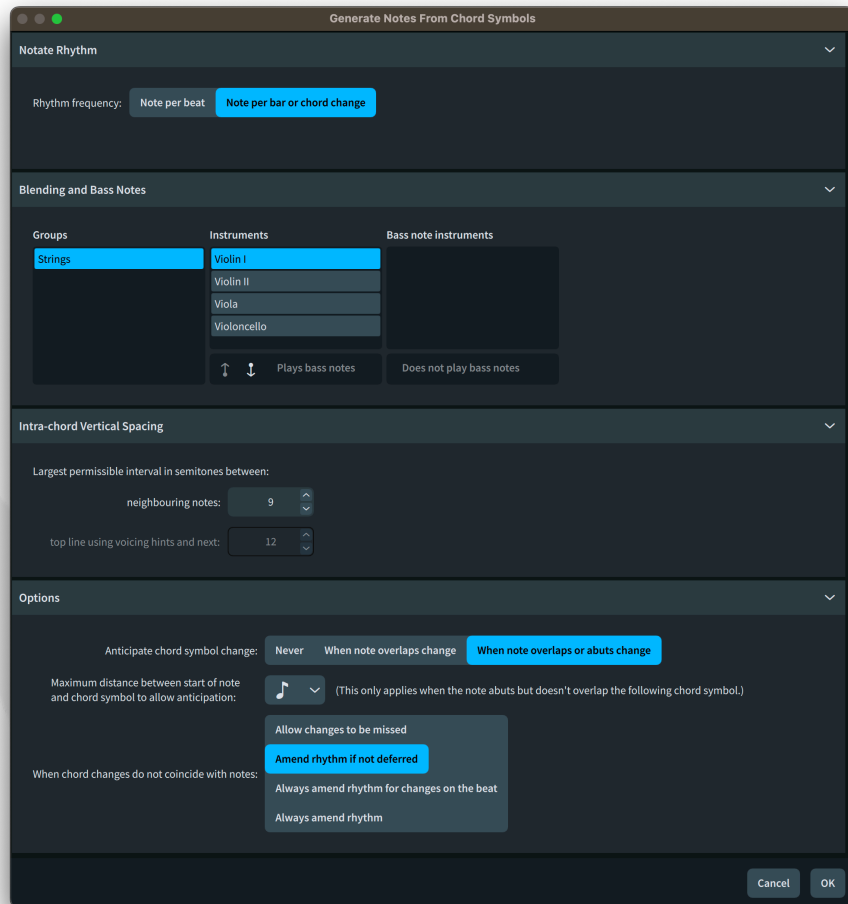 Generate Notes From Chord Symbols
Notate Rhythm
Rhythm frequency: Note per beat Note per bar or chord change
Blending and Bass Notes
Groups Instruments Bass note instruments
Strings Violin I
Violin II
Viola
Violoncello
Plays bass notes Does not play bass notes
Intra-chord Vertical Spacing
Largest permissible interval in semitones between:
neighbouring notes: 9
top line using voicing hints and next: 12
Options
Anticipate chord symbol change: Never When note overlaps change When note overlaps or abuts change
Maximum distance between start of note
and chord symbol to allow anticipation: (This only applies when the note abuts but doesn't overlap the following chord symbol.)
Allow changes to be missed
Amend rhythm if not deferred
When chord changes do not coincide with notes:
Always amend rhythm for changes on the beat
Always amend rhythm
Cancel OK